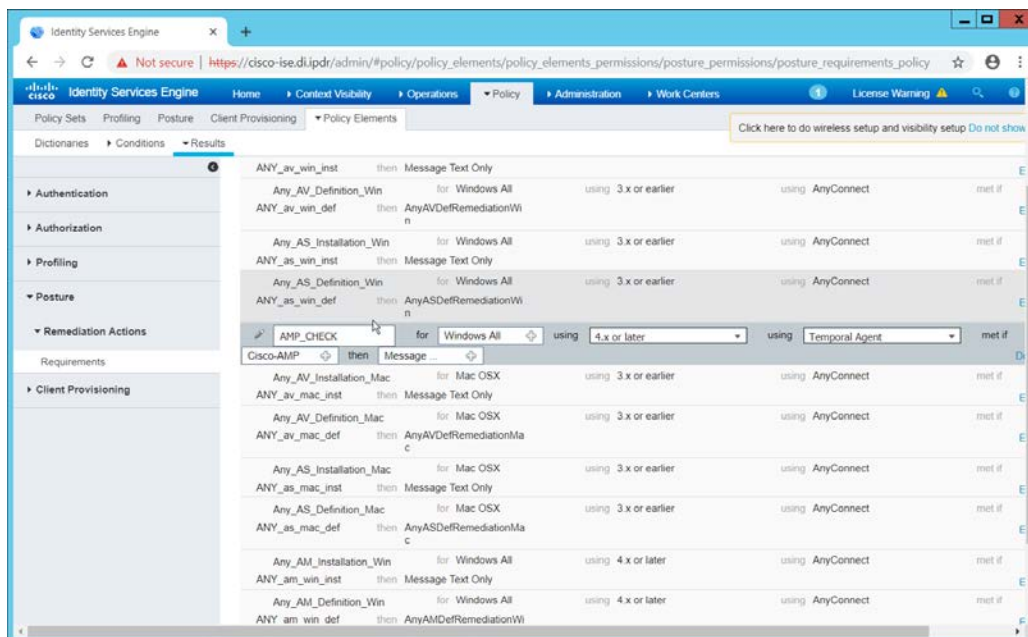 Identity Services Engine
Not secure | https://cisco-ise.di.ipdr/admin/#policy/policy_elements/policy_elements_permissions/posture_permissions/posture_requirements_policy
cisco Identity Services Engine Home Context Visibility Operations Policy Administration Work Centers 1 License Warning
Policy Sets Profiling Posture Client Provisioning Policy Elements
Click here to do wireless setup and visibility setup Do not show
Dictionaries Conditions Results
Authentication
Authorization
Profiling
Posture
Remediation Actions
Requirements
Client Provisioning
ANY_av_win_inst then Message Text Only E
Any_AV_Definition_Win for Windows All using 3.x or earlier using AnyConnect met if
ANY_av_win_def then AnyAVDefRemediationWi E
n
Any_AS_Installation_Win for Windows All using 3.x or earlier using AnyConnect met if
ANY_as_win_inst then Message Text Only E
Any_AS_Definition_Win for Windows All using 3.x or earlier using AnyConnect met if
ANY_as_win_def then AnyASDefRemediationWi E
n
AMP_CHECK for Windows All using 4.x or later using Temporal Agent met if
Cisco-AMP then Message ... D
Any_AV_Installation_Mac for Mac OSX using 3.x or earlier using AnyConnect met if
ANY_av_mac_inst then Message Text Only E
Any_AV_Definition_Mac for Mac OSX using 3.x or earlier using AnyConnect met if
ANY_av_mac_def then AnyAVDefRemediationMa E
c
Any_AS_Installation_Mac for Mac OSX using 3.x or earlier using AnyConnect met if
ANY_as_mac_inst then Message Text Only E
Any_AS_Definition_Mac for Mac OSX using 3.x or earlier using AnyConnect met if
ANY_as_mac_def then AnyASDefRemediationMa E
c
Any_AM_Installation_Win for Windows All using 4.x or later using AnyConnect met if
ANY_am_win_inst then Message Text Only E
Any_AM_Definition_Win for Windows All using 4.x or later using AnyConnect met if
ANY_am_win_def then AnyAMDefRemediationWi E